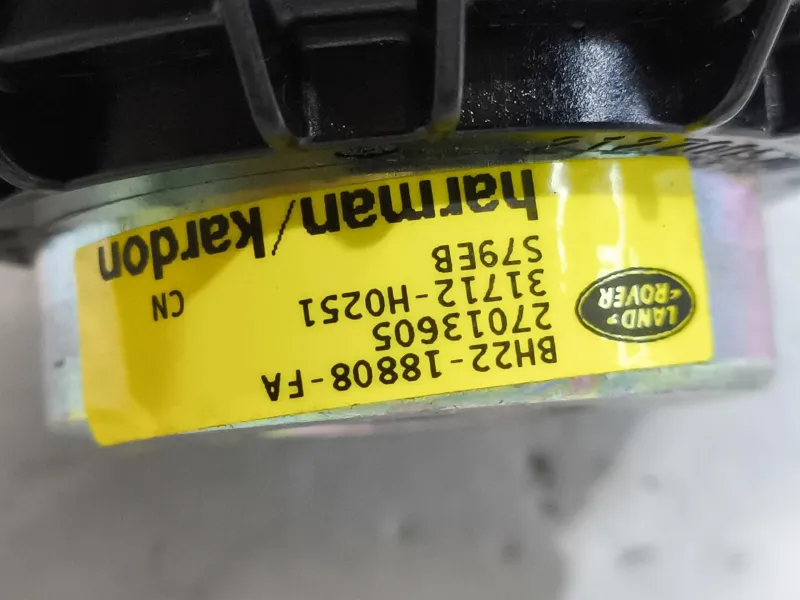 BH22-18808-FA
27013605
31712-H0251
S79EB
CN
LAND
ROVER
harman/kardon